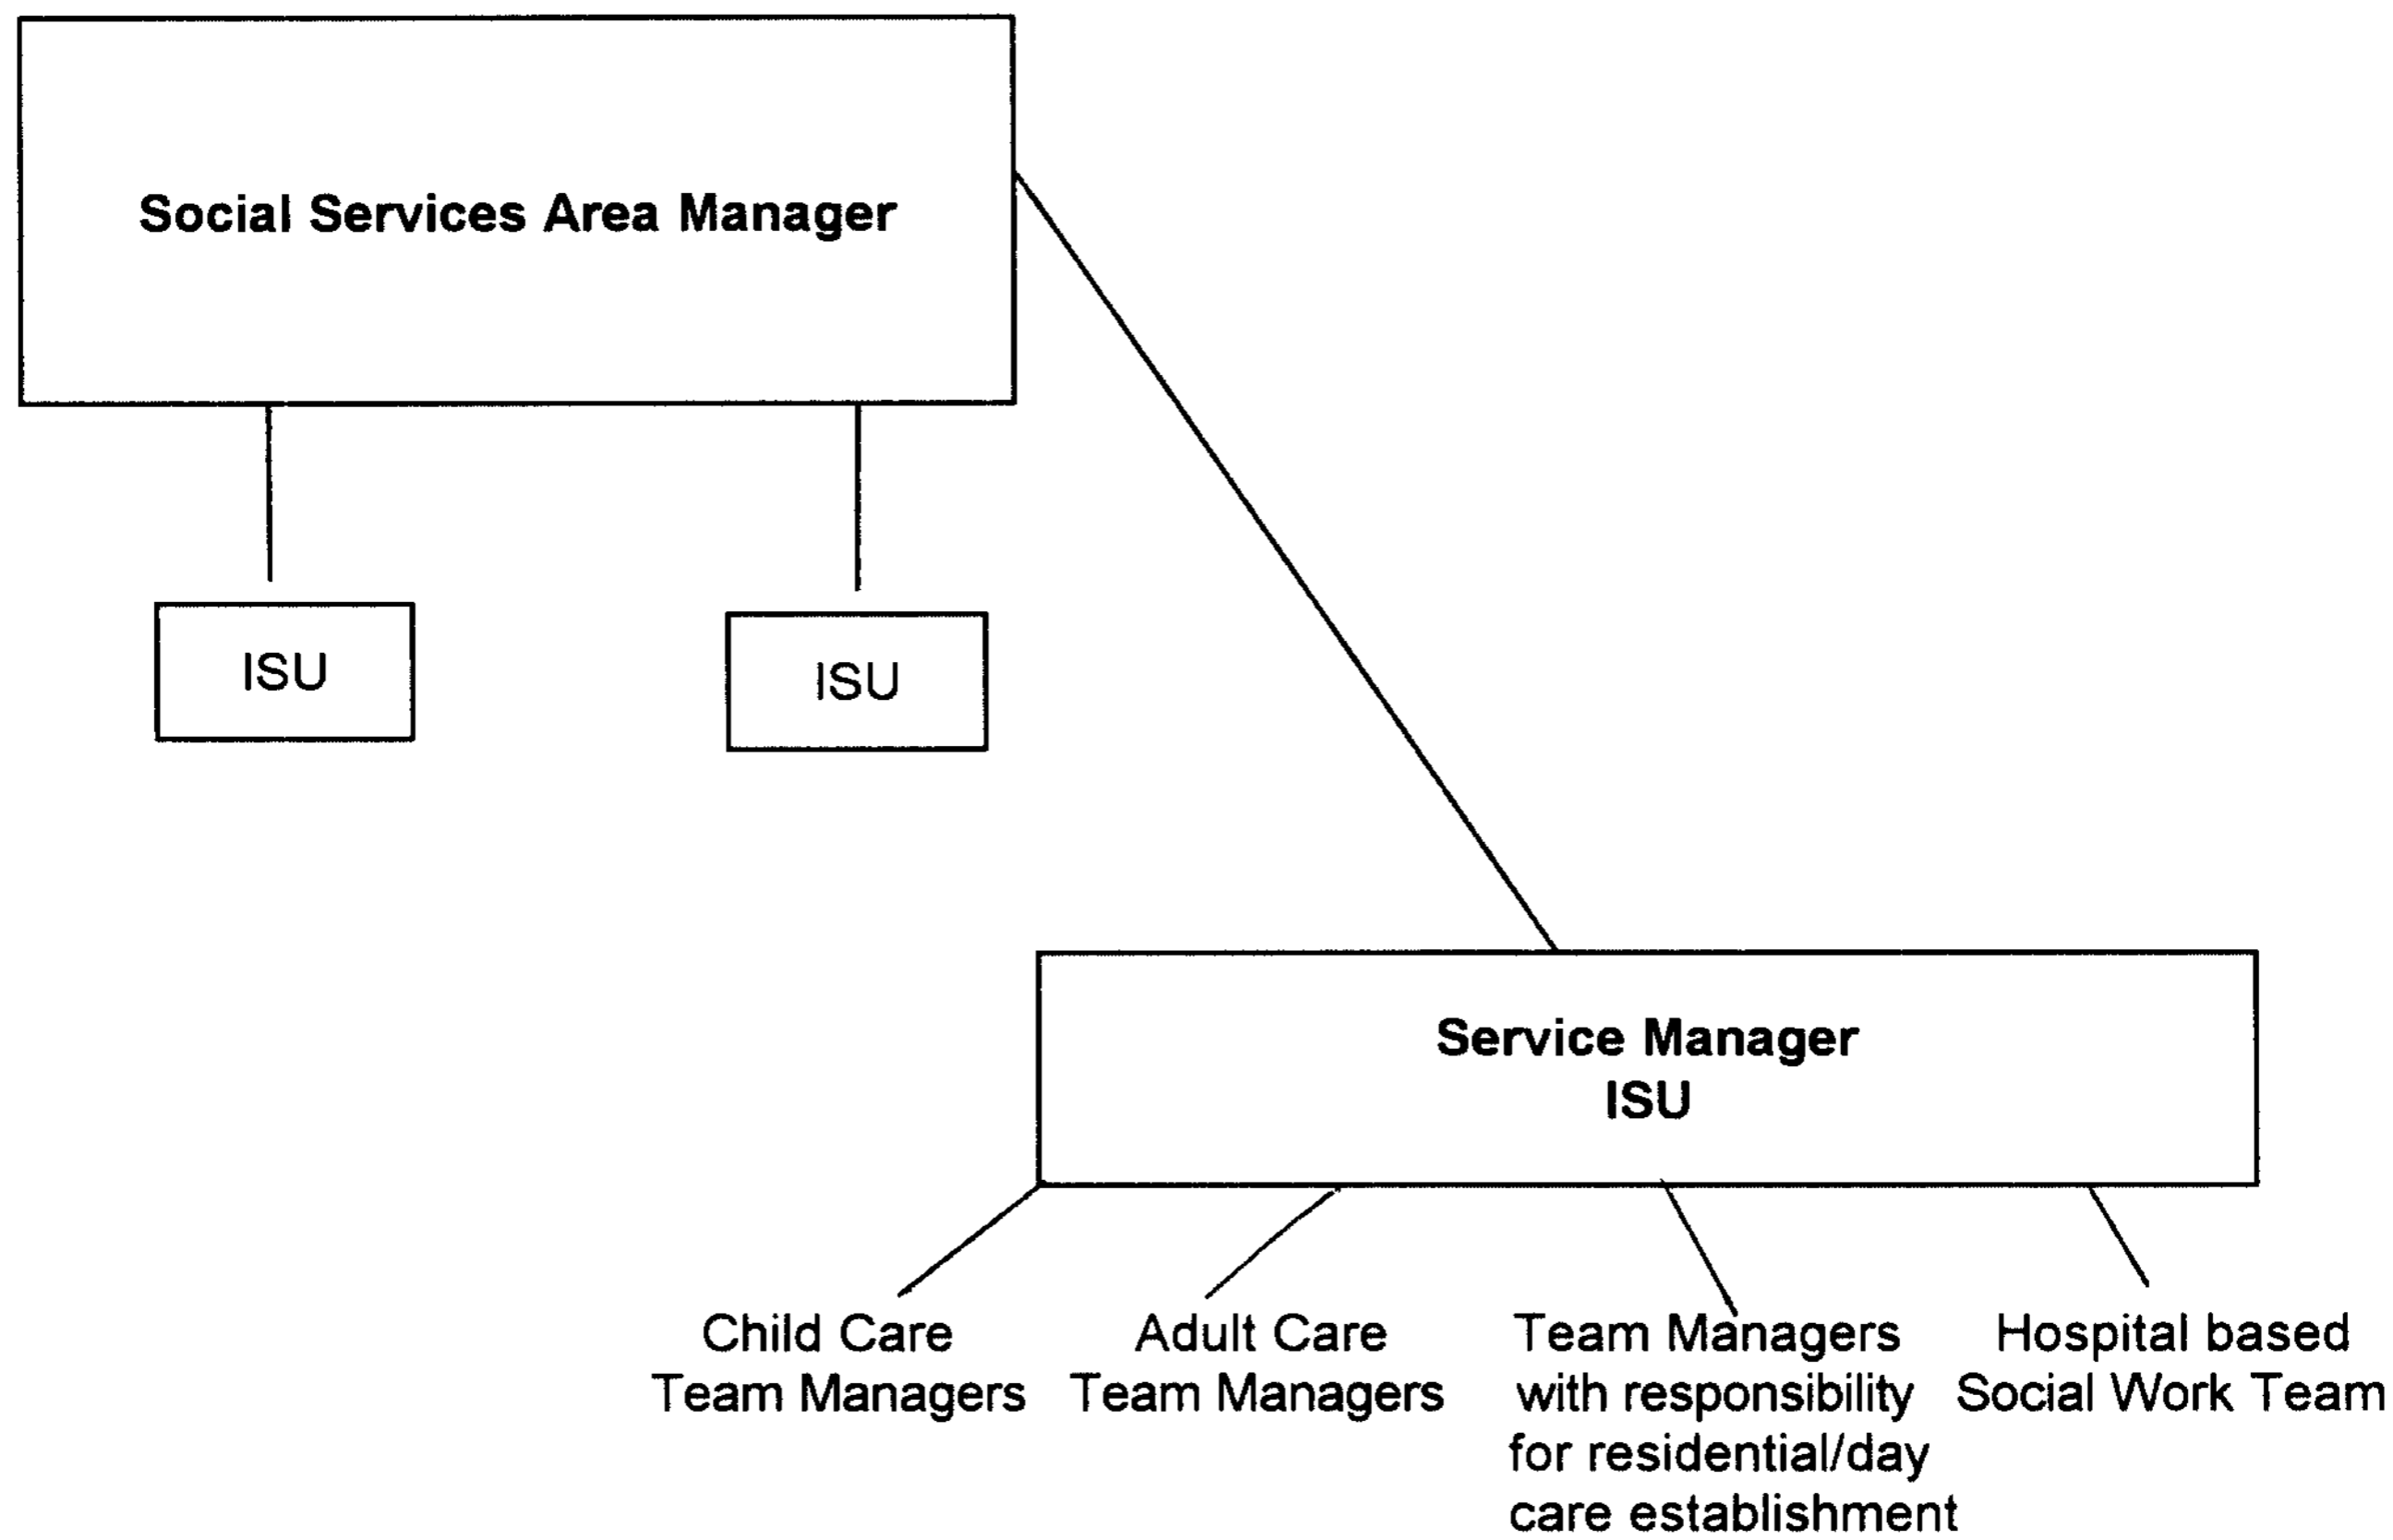 Social Services Area Manager
ISU
ISU
Service Manager
ISU
Child Care
Team Managers
Adult Care
Team Managers
Team Managers
with responsibility
for residential/day
care establishment
Hospital based
Social Work Team